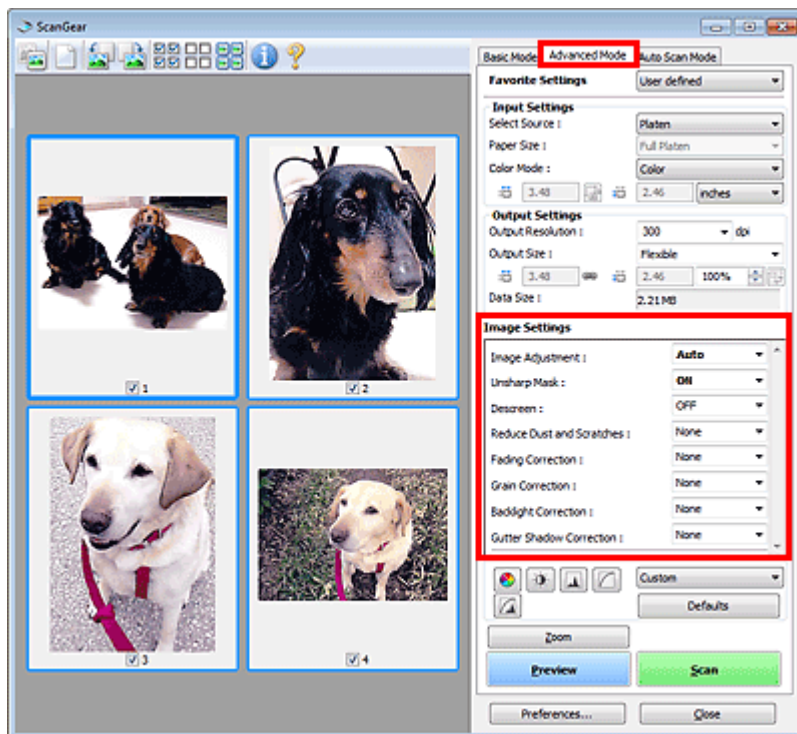 ScanGear
Basic Mode Advanced Mode Auto Scan Mode
Favorite Settings User defined
Input Settings
Select Source : Platen
Paper Size : Full Platen
Color Mode : Color
3.48 2.46 inches
Output Settings
Output Resolution : 300 dpi
Output Size : Flexible
3.48 2.46 100%
Data Size : 2.21 MB
Image Settings
Image Adjustment : Auto
Unsharp Mask : ON
Descreen : OFF
Reduce Dust and Scratches : None
Fading Correction : None
Grain Correction : None
Backlight Correction : None
Gutter Shadow Correction : None
Custom
Defaults
Zoom
Preview Scan
Preferences... Close
1
2
3
4